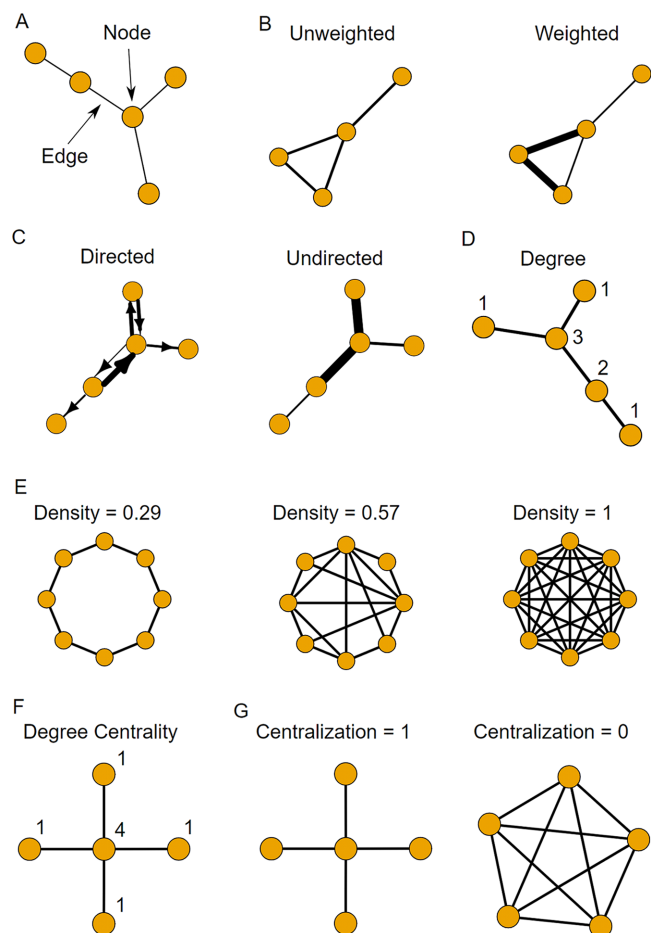 A
Node
Edge
B
Unweighted
Weighted
C
Directed
Undirected
D
Degree
1
1
3
2
1
E
Density = 0.29
Density = 0.57
Density = 1
F
Degree Centrality
1
1
4
1
1
G
Centralization = 1
Centralization = 0